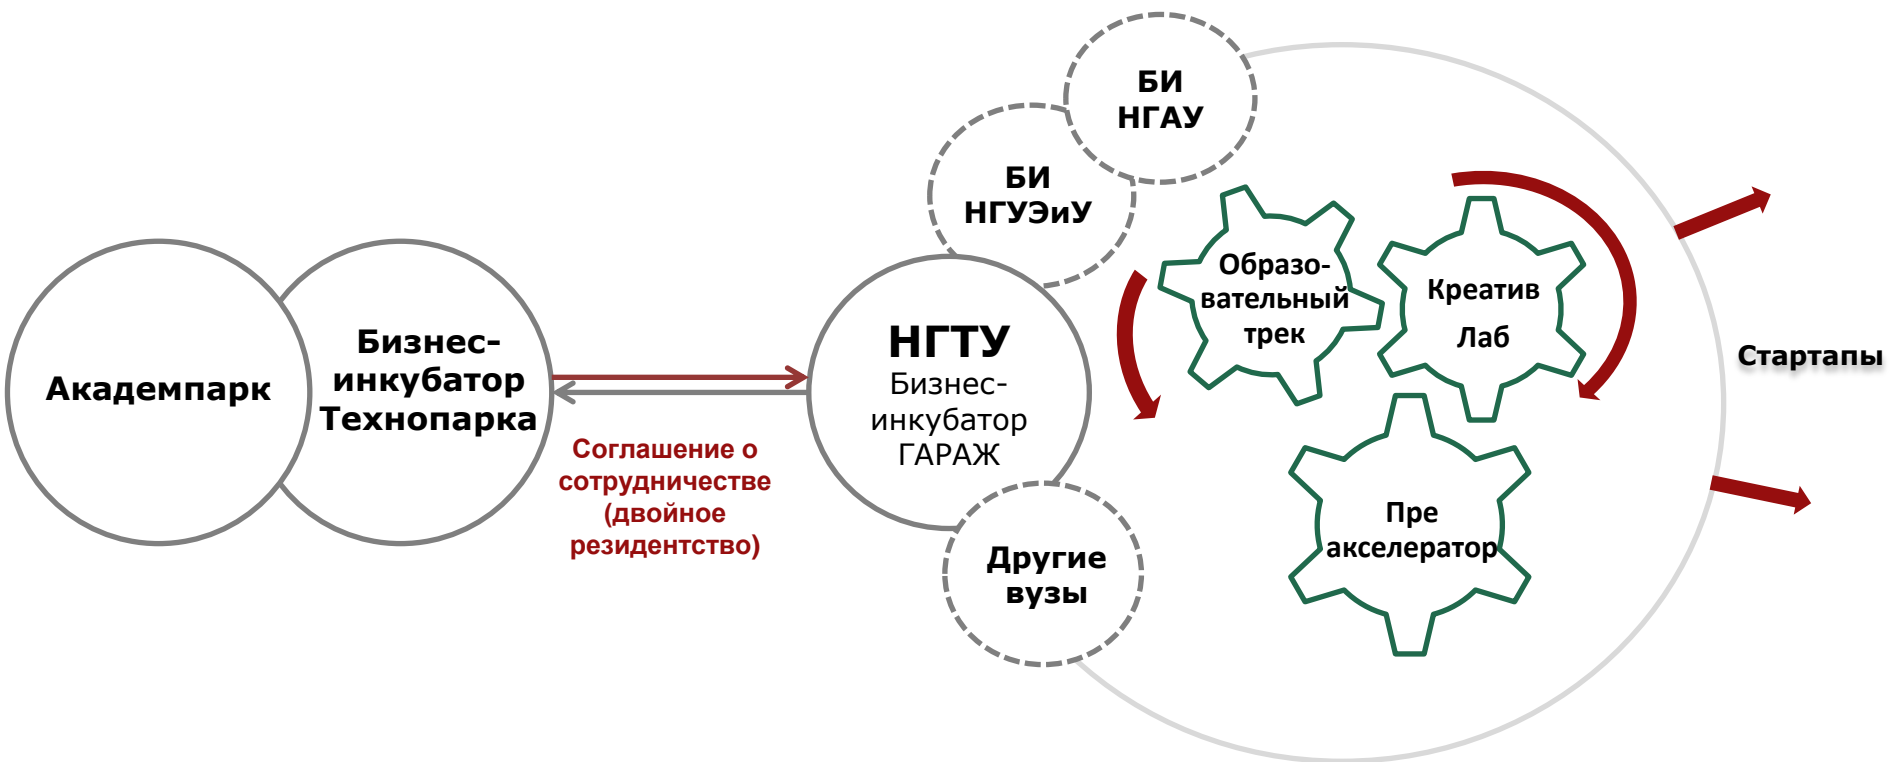 Академпарк
Бизнес-
инкубатор
Технопарка
Соглашение о
сотрудничестве
(двойное
резидентство)
НГТУ
Бизнес-
инкубатор
ГАРАЖ
БИ
НГУЭиУ
БИ
НГАУ
Другие
вузы
Образо-
вательный
трек
Креатив
Лаб
Пре
акселератор
Стартапы